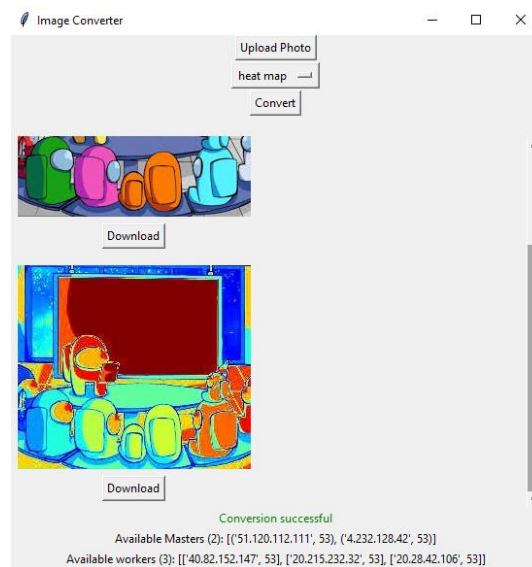 Image Converter
Upload Photo
heat map
Convert
Download
Download
Conversion successful
Available Masters (2): [('51.120.112.111', 53), ('4.232.128.42', 53)]
Available workers (3): [['40.82.152.147', 53], ['20.215.232.32', 53], ['20.28.42.106', 53]]